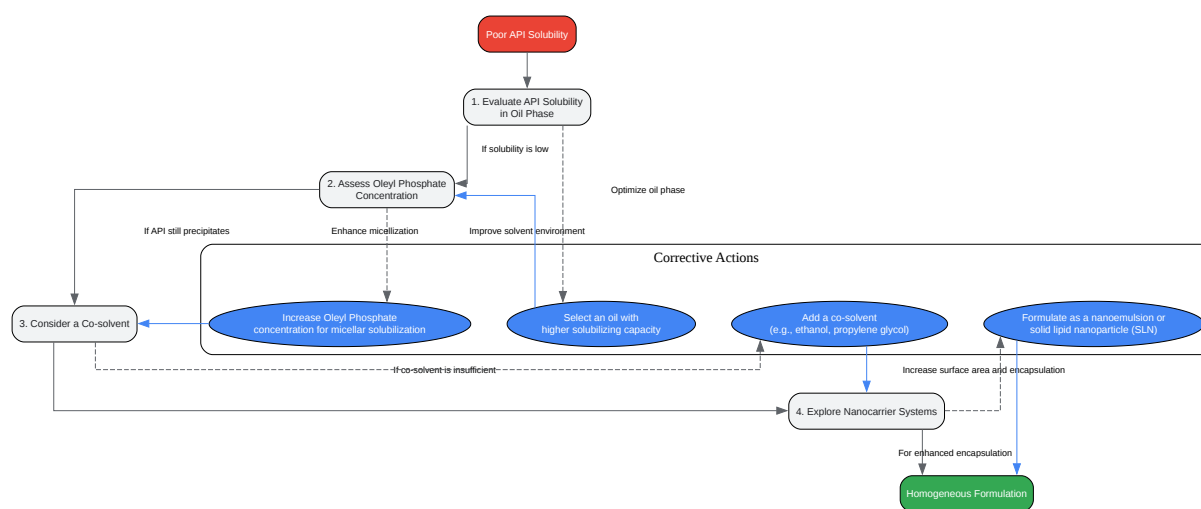 Poor API Solubility
1. Evaluate API Solubility
in Oil Phase
If solubility is low
2. Assess Oleyl Phosphate
Concentration
Optimize oil phase
If API still precipitates
Enhance micellization
Improve solvent environment
Corrective Actions
3. Consider a Co-solvent
Increase Oleyl Phosphate
concentration for micellar solubilization
Select an oil with
higher solubilizing capacity
Add a co-solvent
(e.g., ethanol, propylene glycol)
Formulate as a nanoemulsion or
solid lipid nanoparticle (SLN)
If co-solvent is insufficient
Increase surface area and encapsulation
4. Explore Nanocarrier Systems
For enhanced encapsulation
Homogeneous Formulation